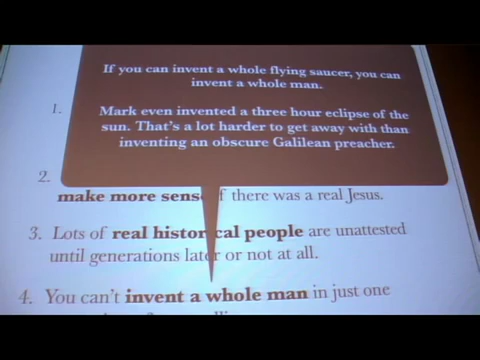 If you can invent a whole flying saucer, you can
invent a whole man.
Mark even invented a three hour eclipse of the
sun. That's a lot harder to get away with than
inventing an obscure Galilean preacher.
1.
2.
make more sense if there was a real Jesus.
3. Lots of real historical people are unattested
until generations later or not at all.
4. You can't invent a whole man in just one